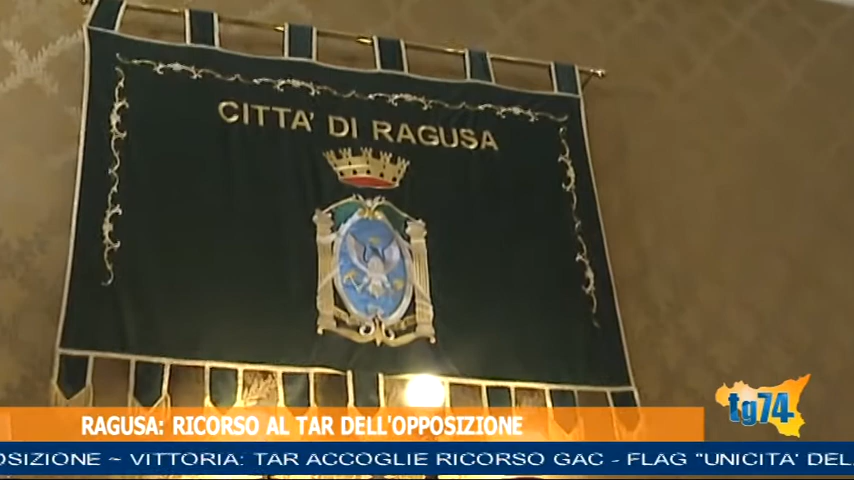 CITTA' DI RAGUSA
tg74
RAGUSA: RICORSO AL TAR DELL'OPPOSIZIONE
OSIZIONE ~ VITTORIA: TAR ACCOGLIE RICORSO GAC - FLAG "UNICITA' DEL